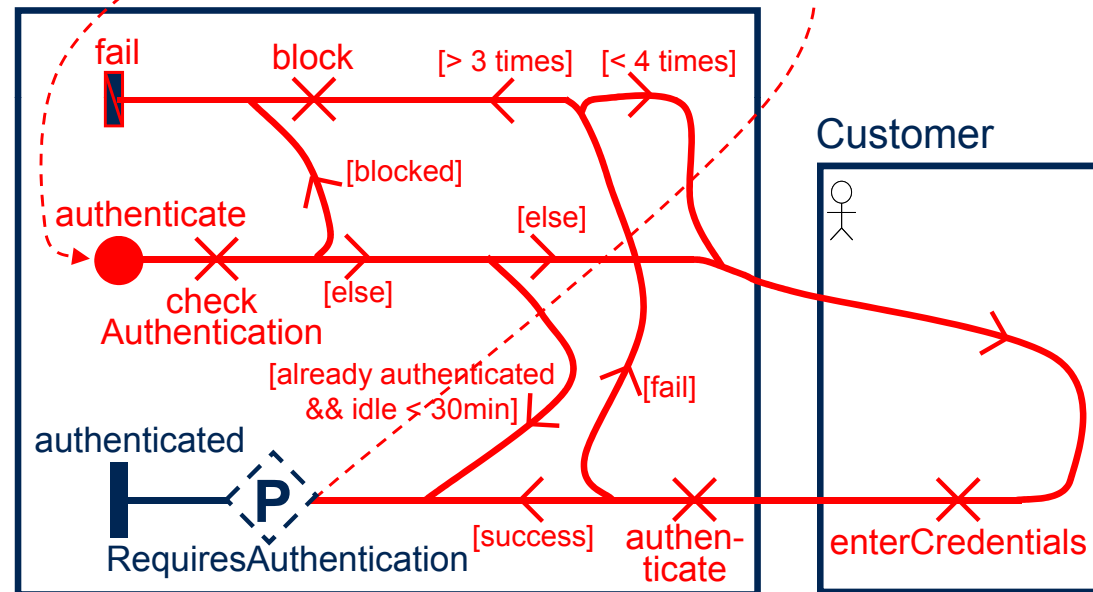 fail
block
[> 3 times]
[< 4 times]
Customer
[blocked]
authenticate
[else]
[else]
check
Authentication
[already authenticated
&& idle < 30min]
[fail]
authenticated
P
RequiresAuthentication
[success]
authen-
ticate
enterCredentials